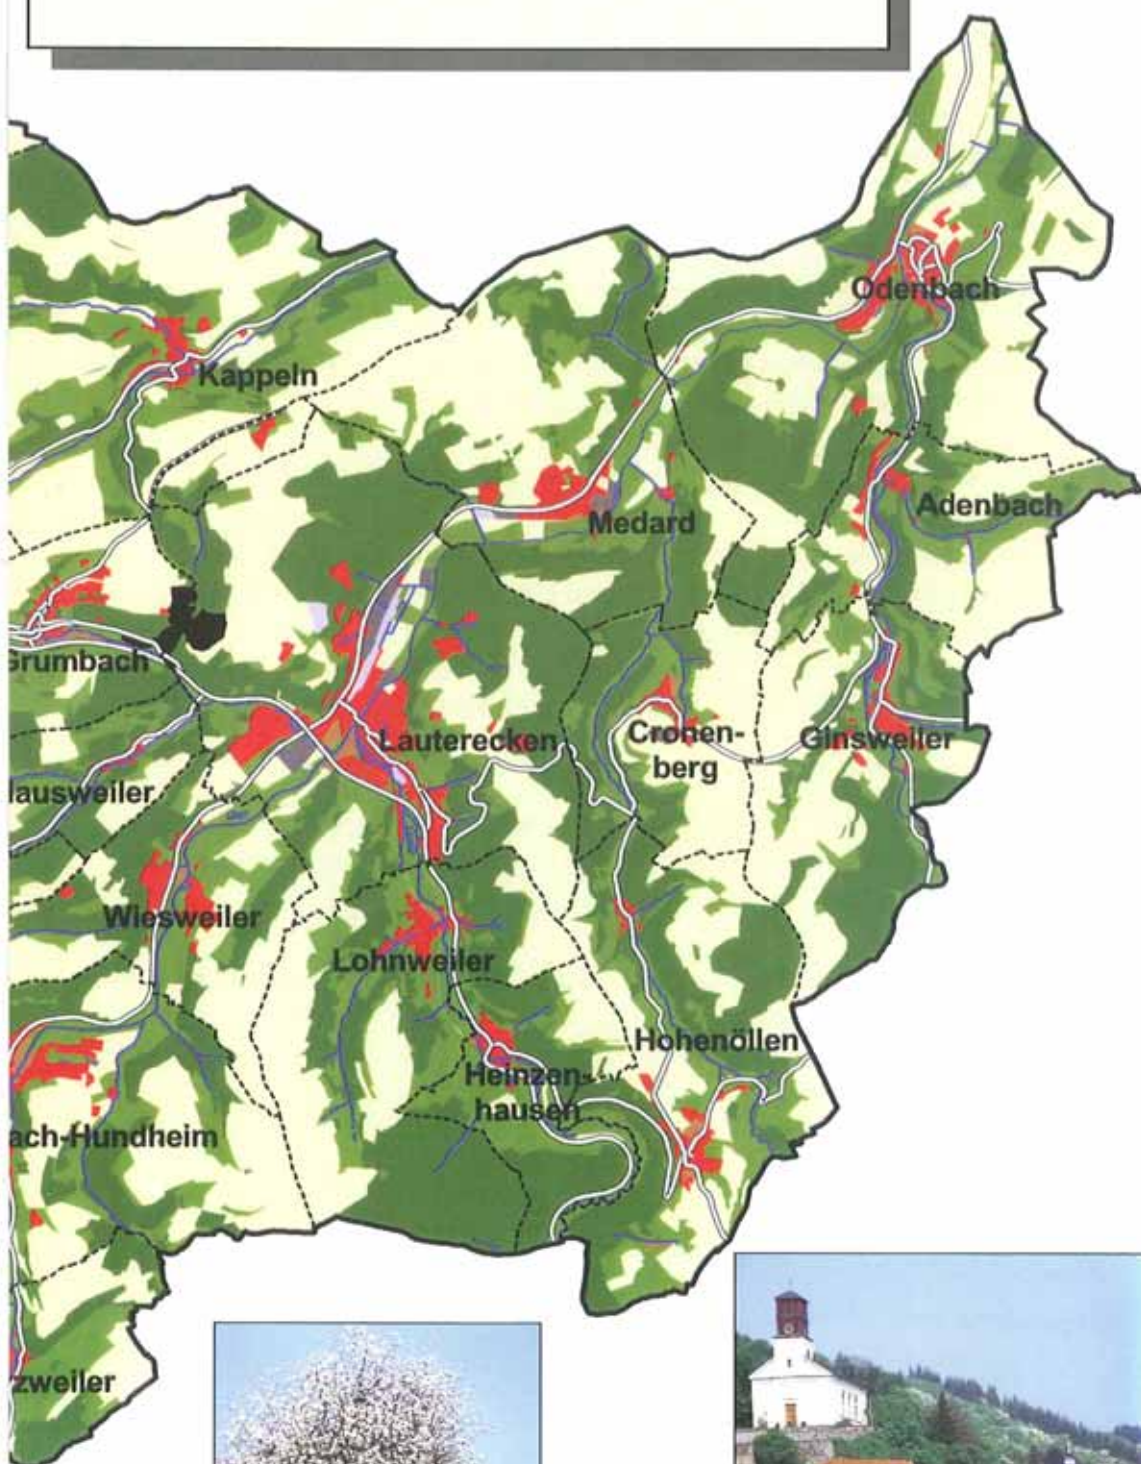 Odenbach
Kappeln
Adenbach
Medard
Grumbach
Cronen-
berg
Ginsweiler
Lauterecken
lausweiler
Wiesweiler
Lohnweiler
Hohenöllen
Heinzen-
hausen
ach-Hundheim
zweiler